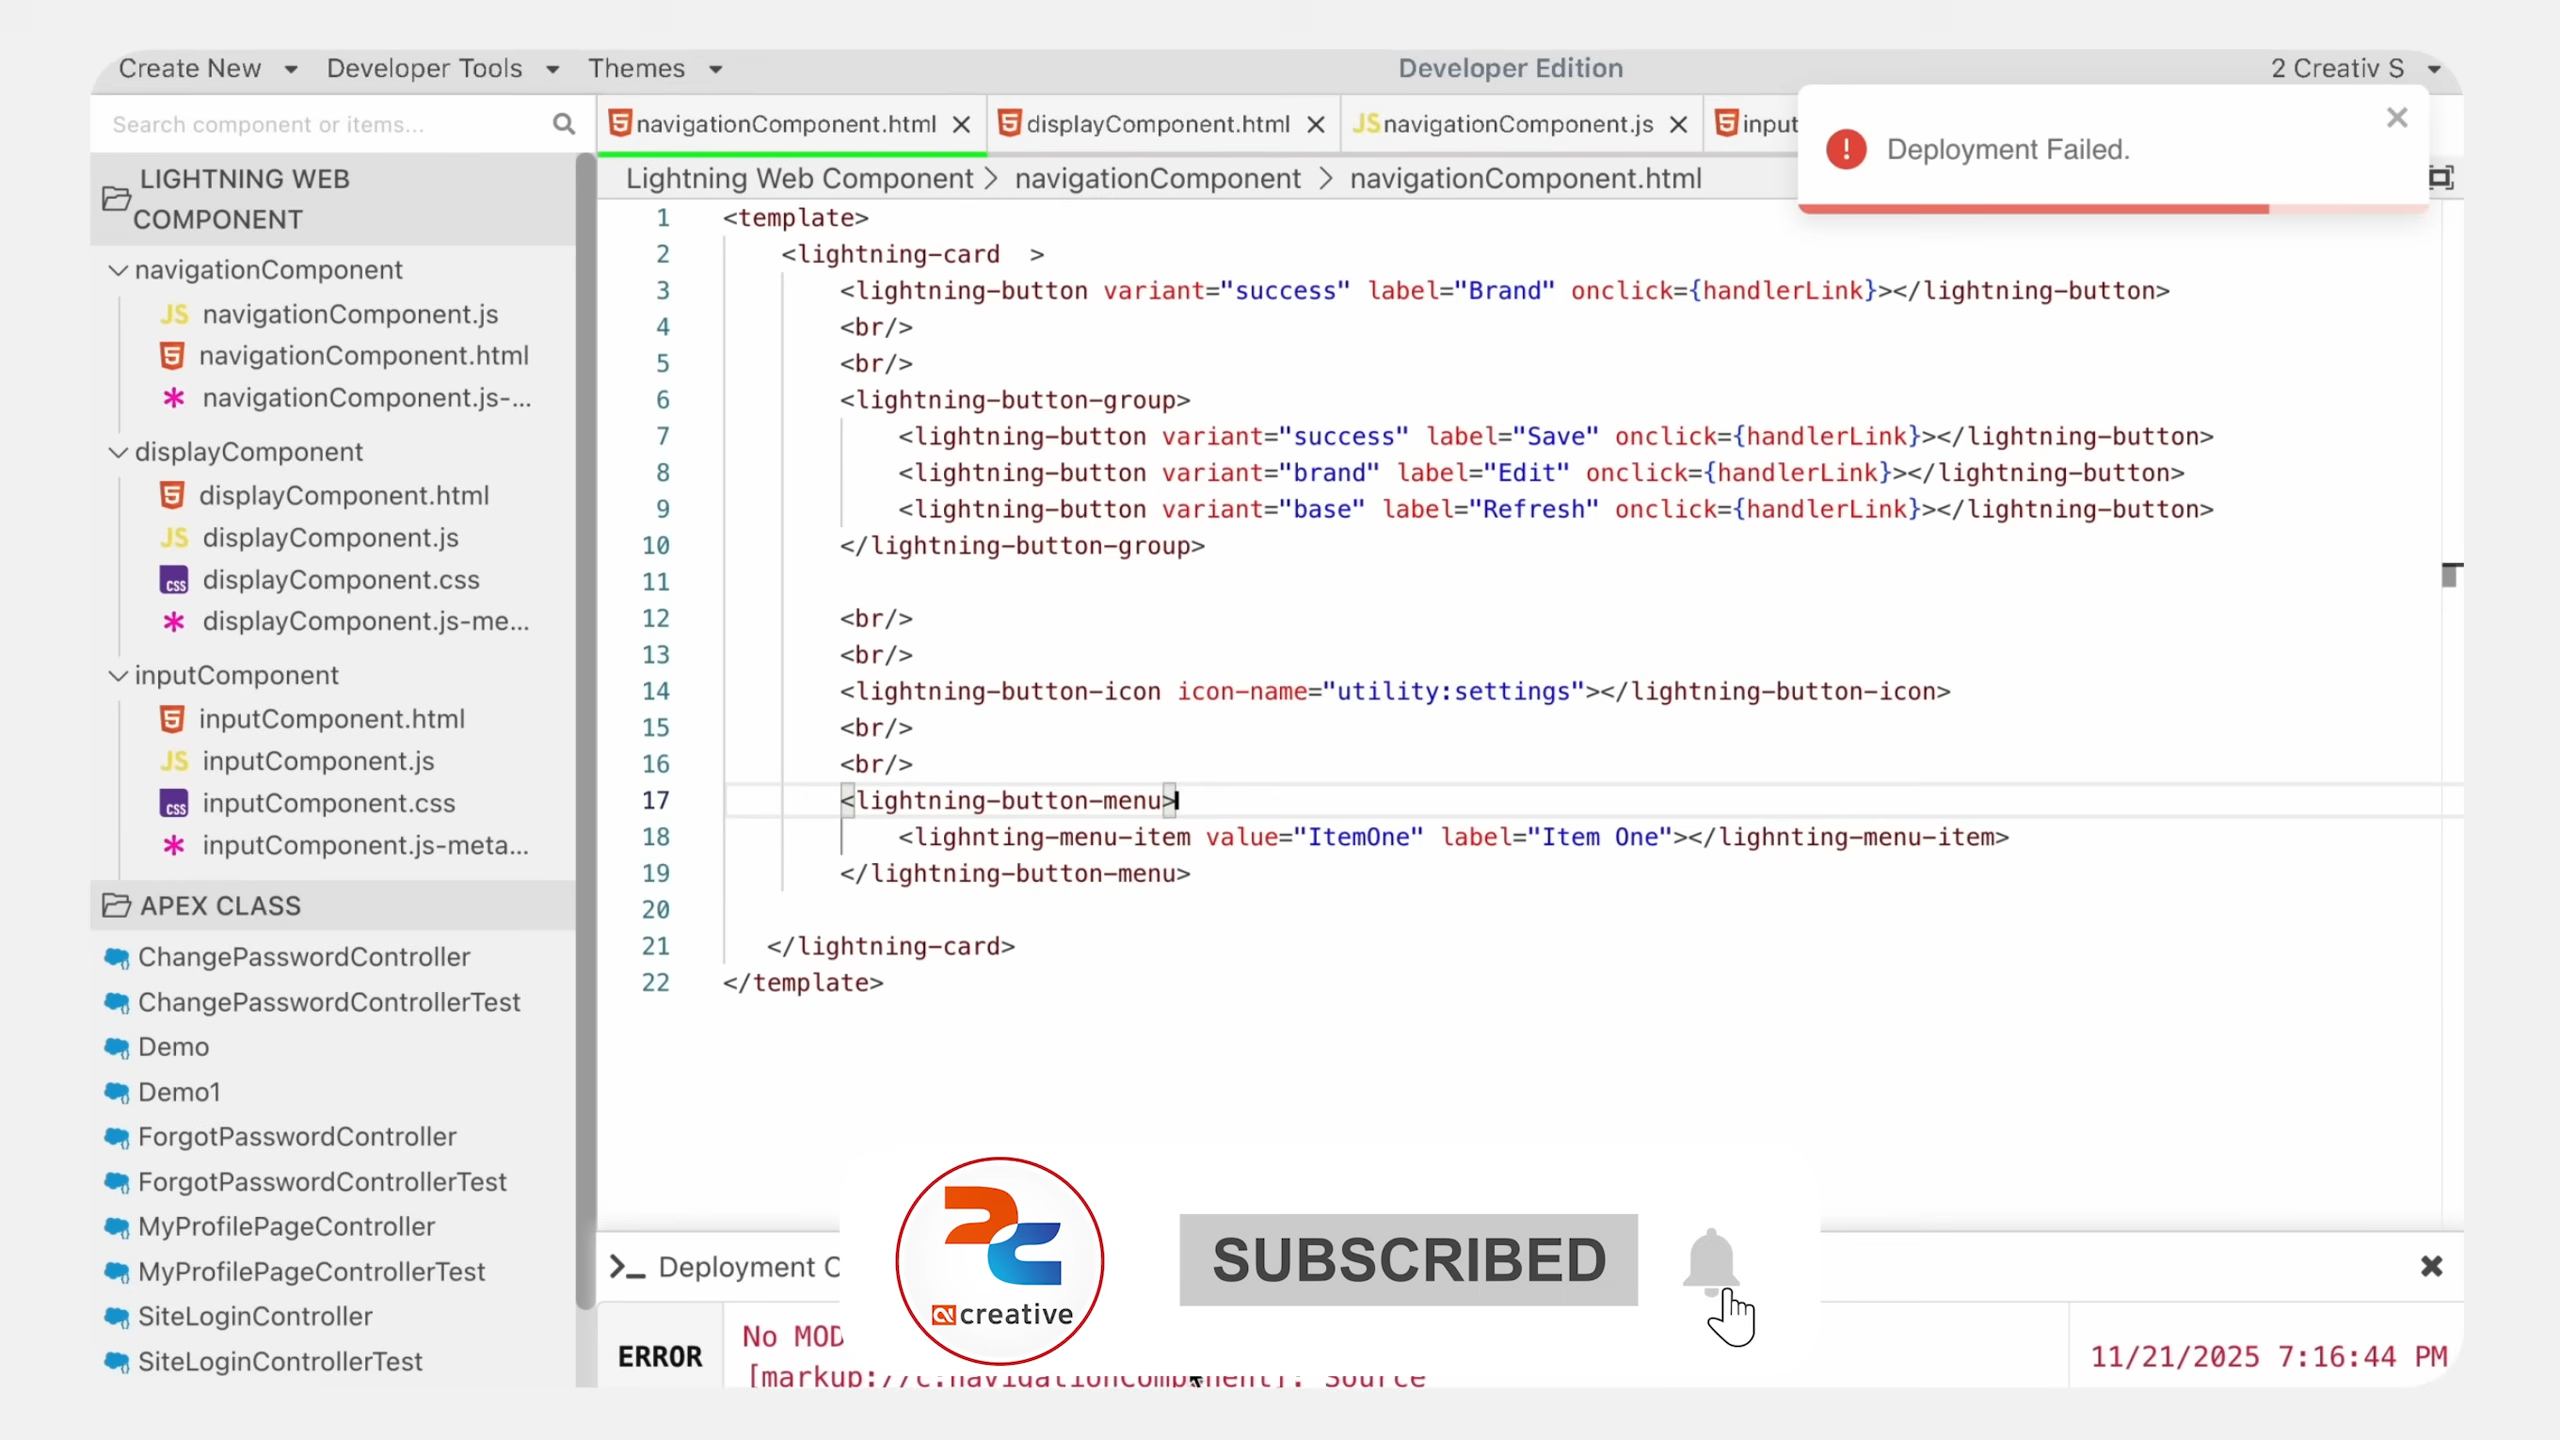 Create New Developer Tools Themes Developer Edition 2 Creativ S
Search component or items...
navigationComponent.html displayComponent.html JS navigationComponent.js input
Deployment Failed.
Lightning Web Component > navigationComponent > navigationComponent.html
LIGHTNING WEB
COMPONENT
navigationComponent
JS navigationComponent.js
navigationComponent.html
navigationComponent.js-...
displayComponent
displayComponent.html
JS displayComponent.js
css displayComponent.css
displayComponent.js-me...
inputComponent
inputComponent.html
JS inputComponent.js
css inputComponent.css
inputComponent.js-meta...
APEX CLASS
ChangePasswordController
ChangePasswordControllerTest
Demo
Demo1
ForgotPasswordController
ForgotPasswordControllerTest
MyProfilePageController
MyProfilePageControllerTest
SiteLoginController
SiteLoginControllerTest
1 <template>
2 <lightning-card >
3 <lightning-button variant="success" label="Brand" onclick={handlerLink}></lightning-button>
4 <br/>
5 <br/>
6 <lightning-button-group>
7 <lightning-button variant="success" label="Save" onclick={handlerLink}></lightning-button>
8 <lightning-button variant="brand" label="Edit" onclick={handlerLink}></lightning-button>
9 <lightning-button variant="base" label="Refresh" onclick={handlerLink}></lightning-button>
10 </lightning-button-group>
11
12 <br/>
13 <br/>
14 <lightning-button-icon icon-name="utility:settings"></lightning-button-icon>
15 <br/>
16 <br/>
17 <lightning-button-menu>
18 <lighnting-menu-item value="ItemOne" label="Item One"></lighnting-menu-item>
19 </lightning-button-menu>
20
21 </lightning-card>
22 </template>
Deployment C
creative
SUBSCRIBED
ERROR
No MOD
[markup://c:navigationComponent]: Source
11/21/2025 7:16:44 PM